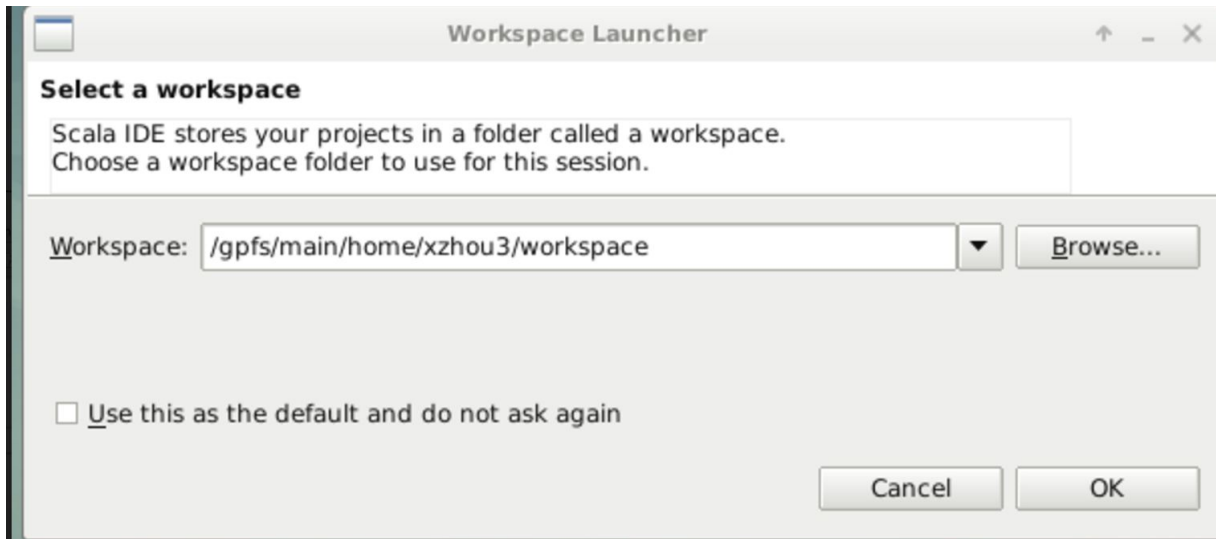 Workspace Launcher
Select a workspace
Scala IDE stores your projects in a folder called a workspace.
Choose a workspace folder to use for this session.
Workspace: /gpfs/main/home/xzhou3/workspace Browse...
Use this as the default and do not ask again
Cancel OK